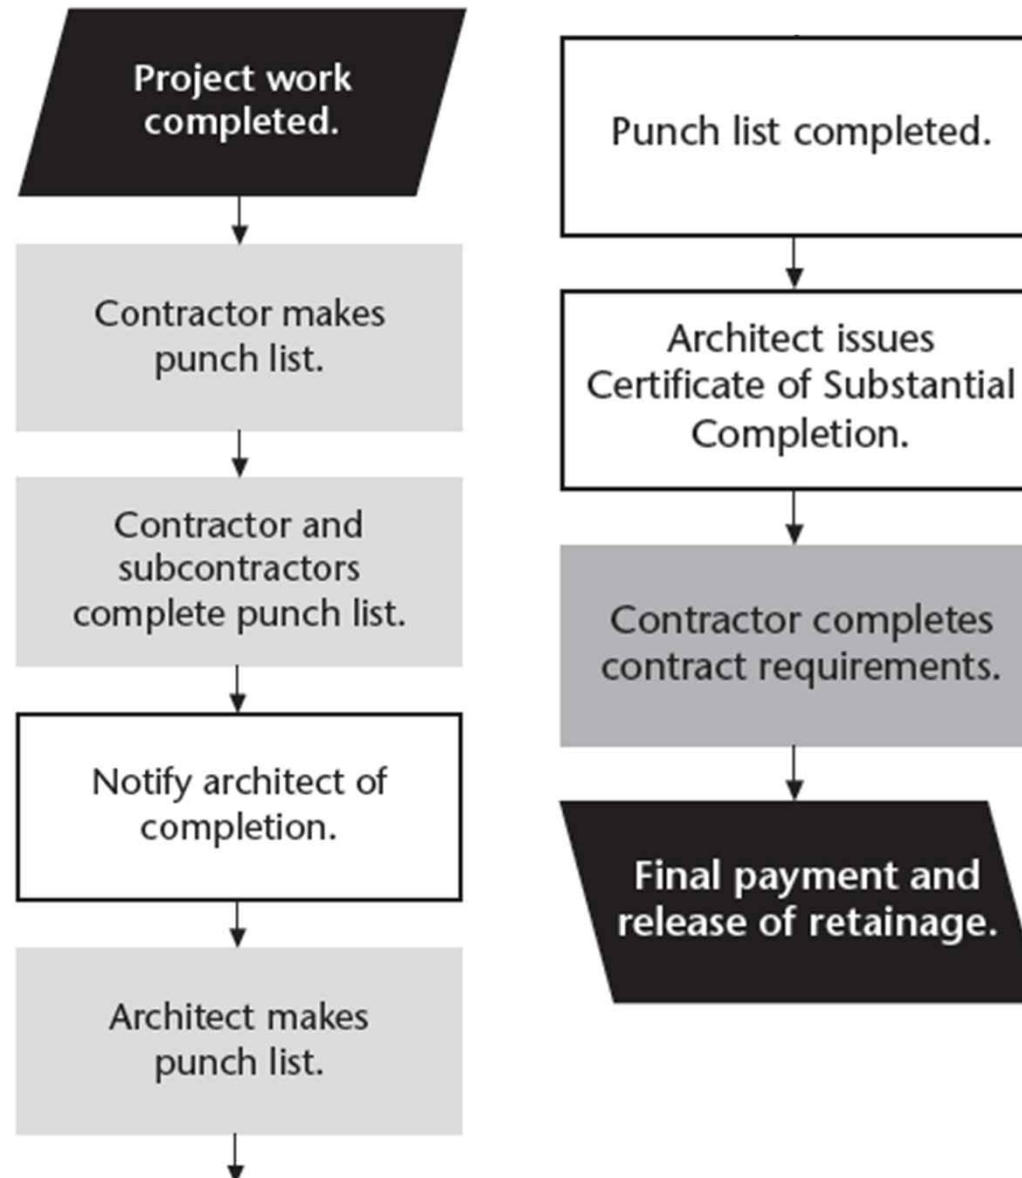 Project work
completed.
Contractor makes
punch list.
Contractor and
subcontractors
complete punch list.
Notify architect of
completion.
Architect makes
punch list.
Punch list completed.
Architect issues
Certificate of Substantial
Completion.
Contractor completes
contract requirements.
Final payment and
release of retainage.